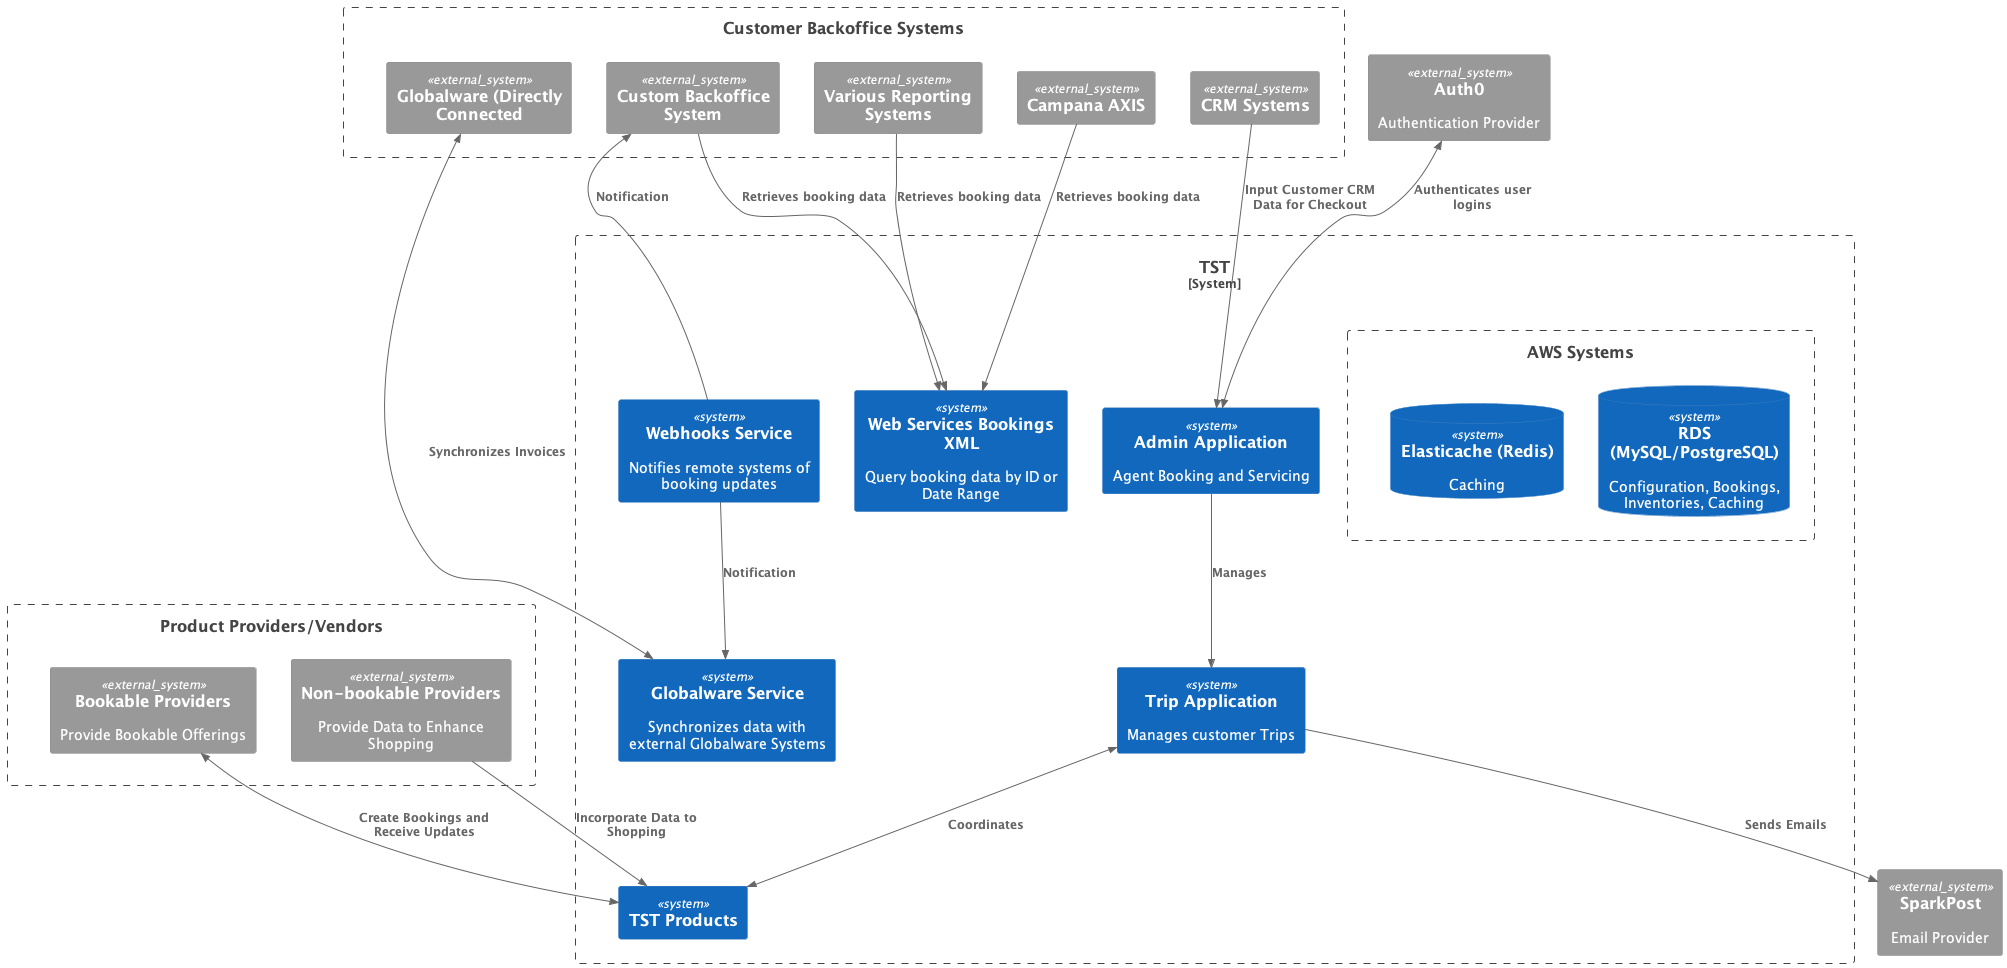 Customer Backoffice Systems
«external_system»
Globalware (Directly
Connected
«external_system»
Custom Backoffice
System
«external_system»
Various Reporting
Systems
«external_system»
Campana AXIS
«external_system»
CRM Systems
«external_system»
Auth0
Authentication Provider
Notification
Retrieves booking data
Retrieves booking data
Retrieves booking data
Input Customer CRM
Data for Checkout
Authenticates user
logins
TST
[System]
AWS Systems
«system»
Webhooks Service
Notifies remote systems of
booking updates
«system»
Web Services Bookings
XML
Query booking data by ID or
Date Range
«system»
Admin Application
Agent Booking and Servicing
«system»
Elasticache (Redis)
Caching
«system»
RDS
(MySQL/PostgreSQL)
Configuration, Bookings,
Inventories, Caching
Synchronizes Invoices
Notification
Manages
Product Providers/Vendors
«external_system»
Bookable Providers
Provide Bookable Offerings
«external_system»
Non-bookable Providers
Provide Data to Enhance
Shopping
«system»
Globalware Service
Synchronizes data with
external Globalware Systems
«system»
Trip Application
Manages customer Trips
Create Bookings and
Receive Updates
Incorporate Data to
Shopping
Coordinates
Sends Emails
«system»
TST Products
«external_system»
SparkPost
Email Provider